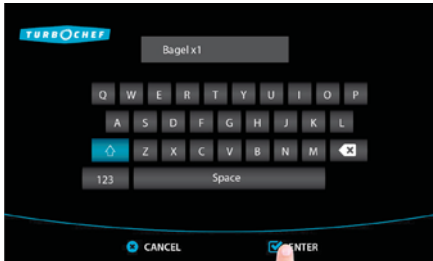 TURBOCHEF
Bagel x1
Q W E R T Y U I O P
A S D F G H J K L
Z X C V B N M
123 Space
CANCEL ENTER